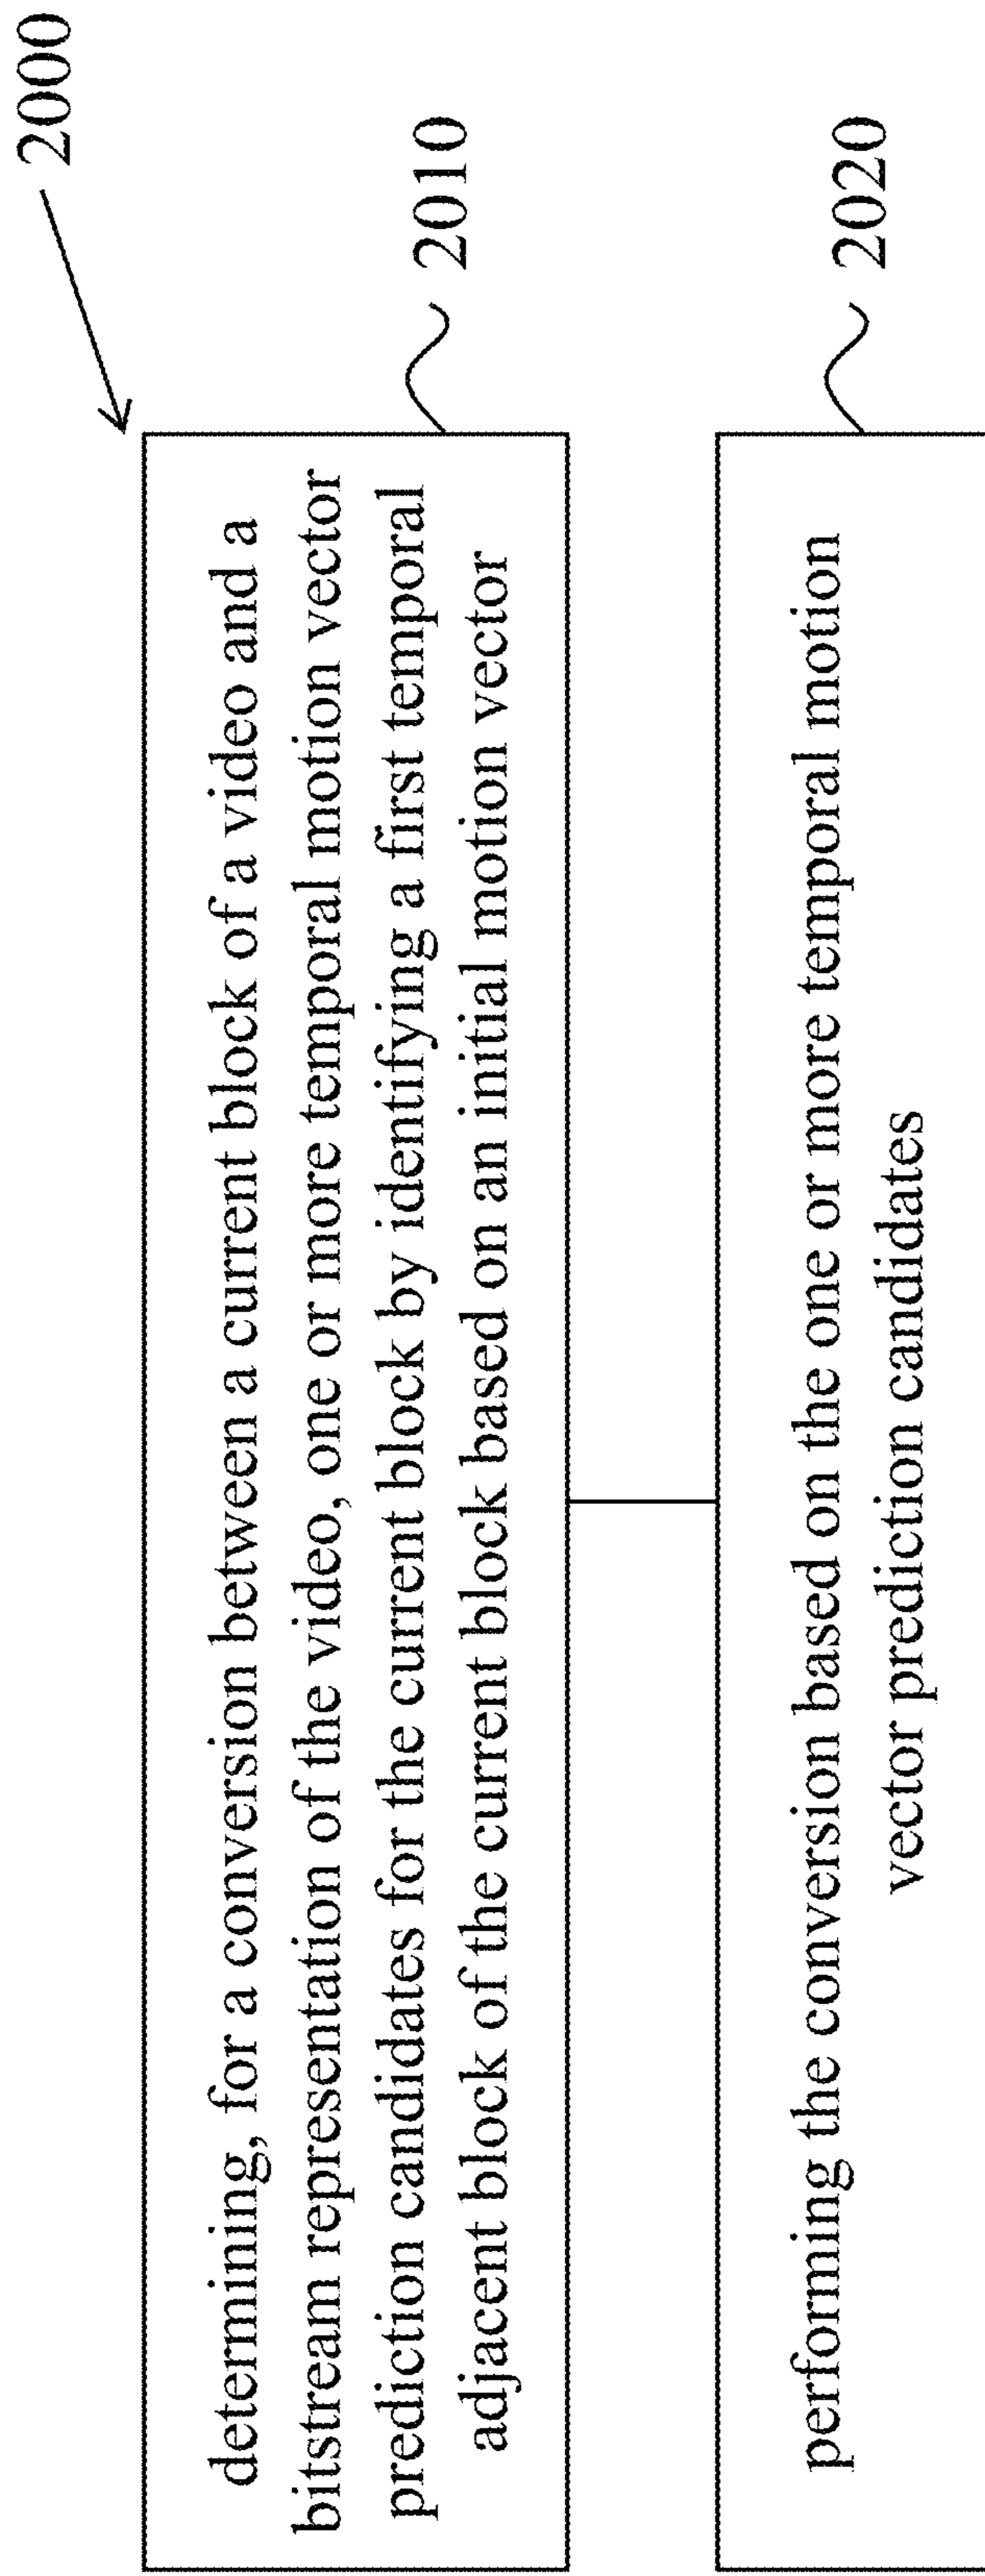 2000
determining, for a conversion between a current block of a video and a
bitstream representation of the video, one or more temporal motion vector
prediction candidates for the current block by identifying a first temporal
adjacent block of the current block based on an initial motion vector
2010
performing the conversion based on the one or more temporal motion
vector prediction candidates
2020